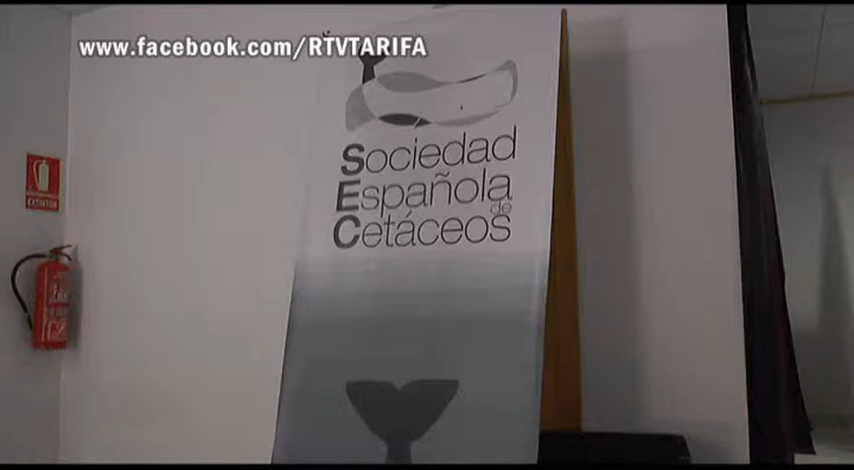 www.facebook.com/RTVTARIFA
Sociedad
Española
de
Cetáceos
EXTINTOR